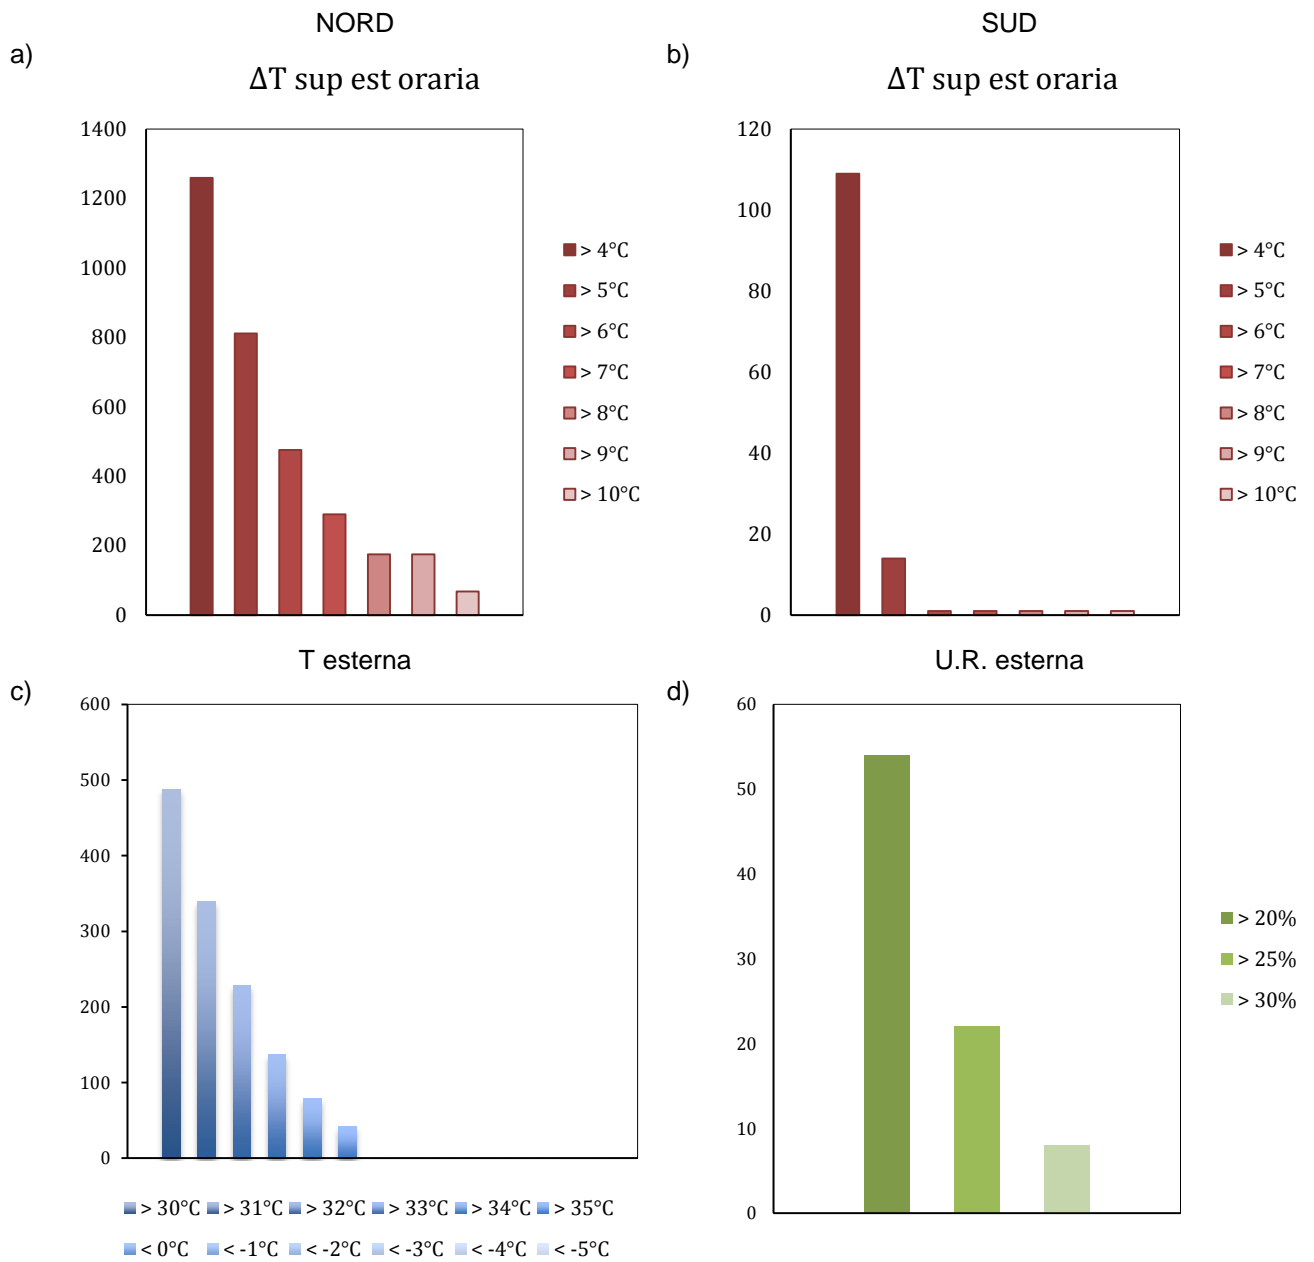 NORD
a)
ΔT sup est oraria
1400
1200
1000
800
600
400
200
0
> 4°C
> 5°C
> 6°C
> 7°C
> 8°C
> 9°C
> 10°C
SUD
b)
ΔT sup est oraria
120
100
80
60
40
20
0
> 4°C
> 5°C
> 6°C
> 7°C
> 8°C
> 9°C
> 10°C
T esterna
c)
600
500
400
300
200
100
0
> 30°C > 31°C > 32°C > 33°C > 34°C > 35°C
< 0°C < -1°C < -2°C < -3°C < -4°C < -5°C
U.R. esterna
d)
60
50
40
30
20
10
0
> 20%
> 25%
> 30%